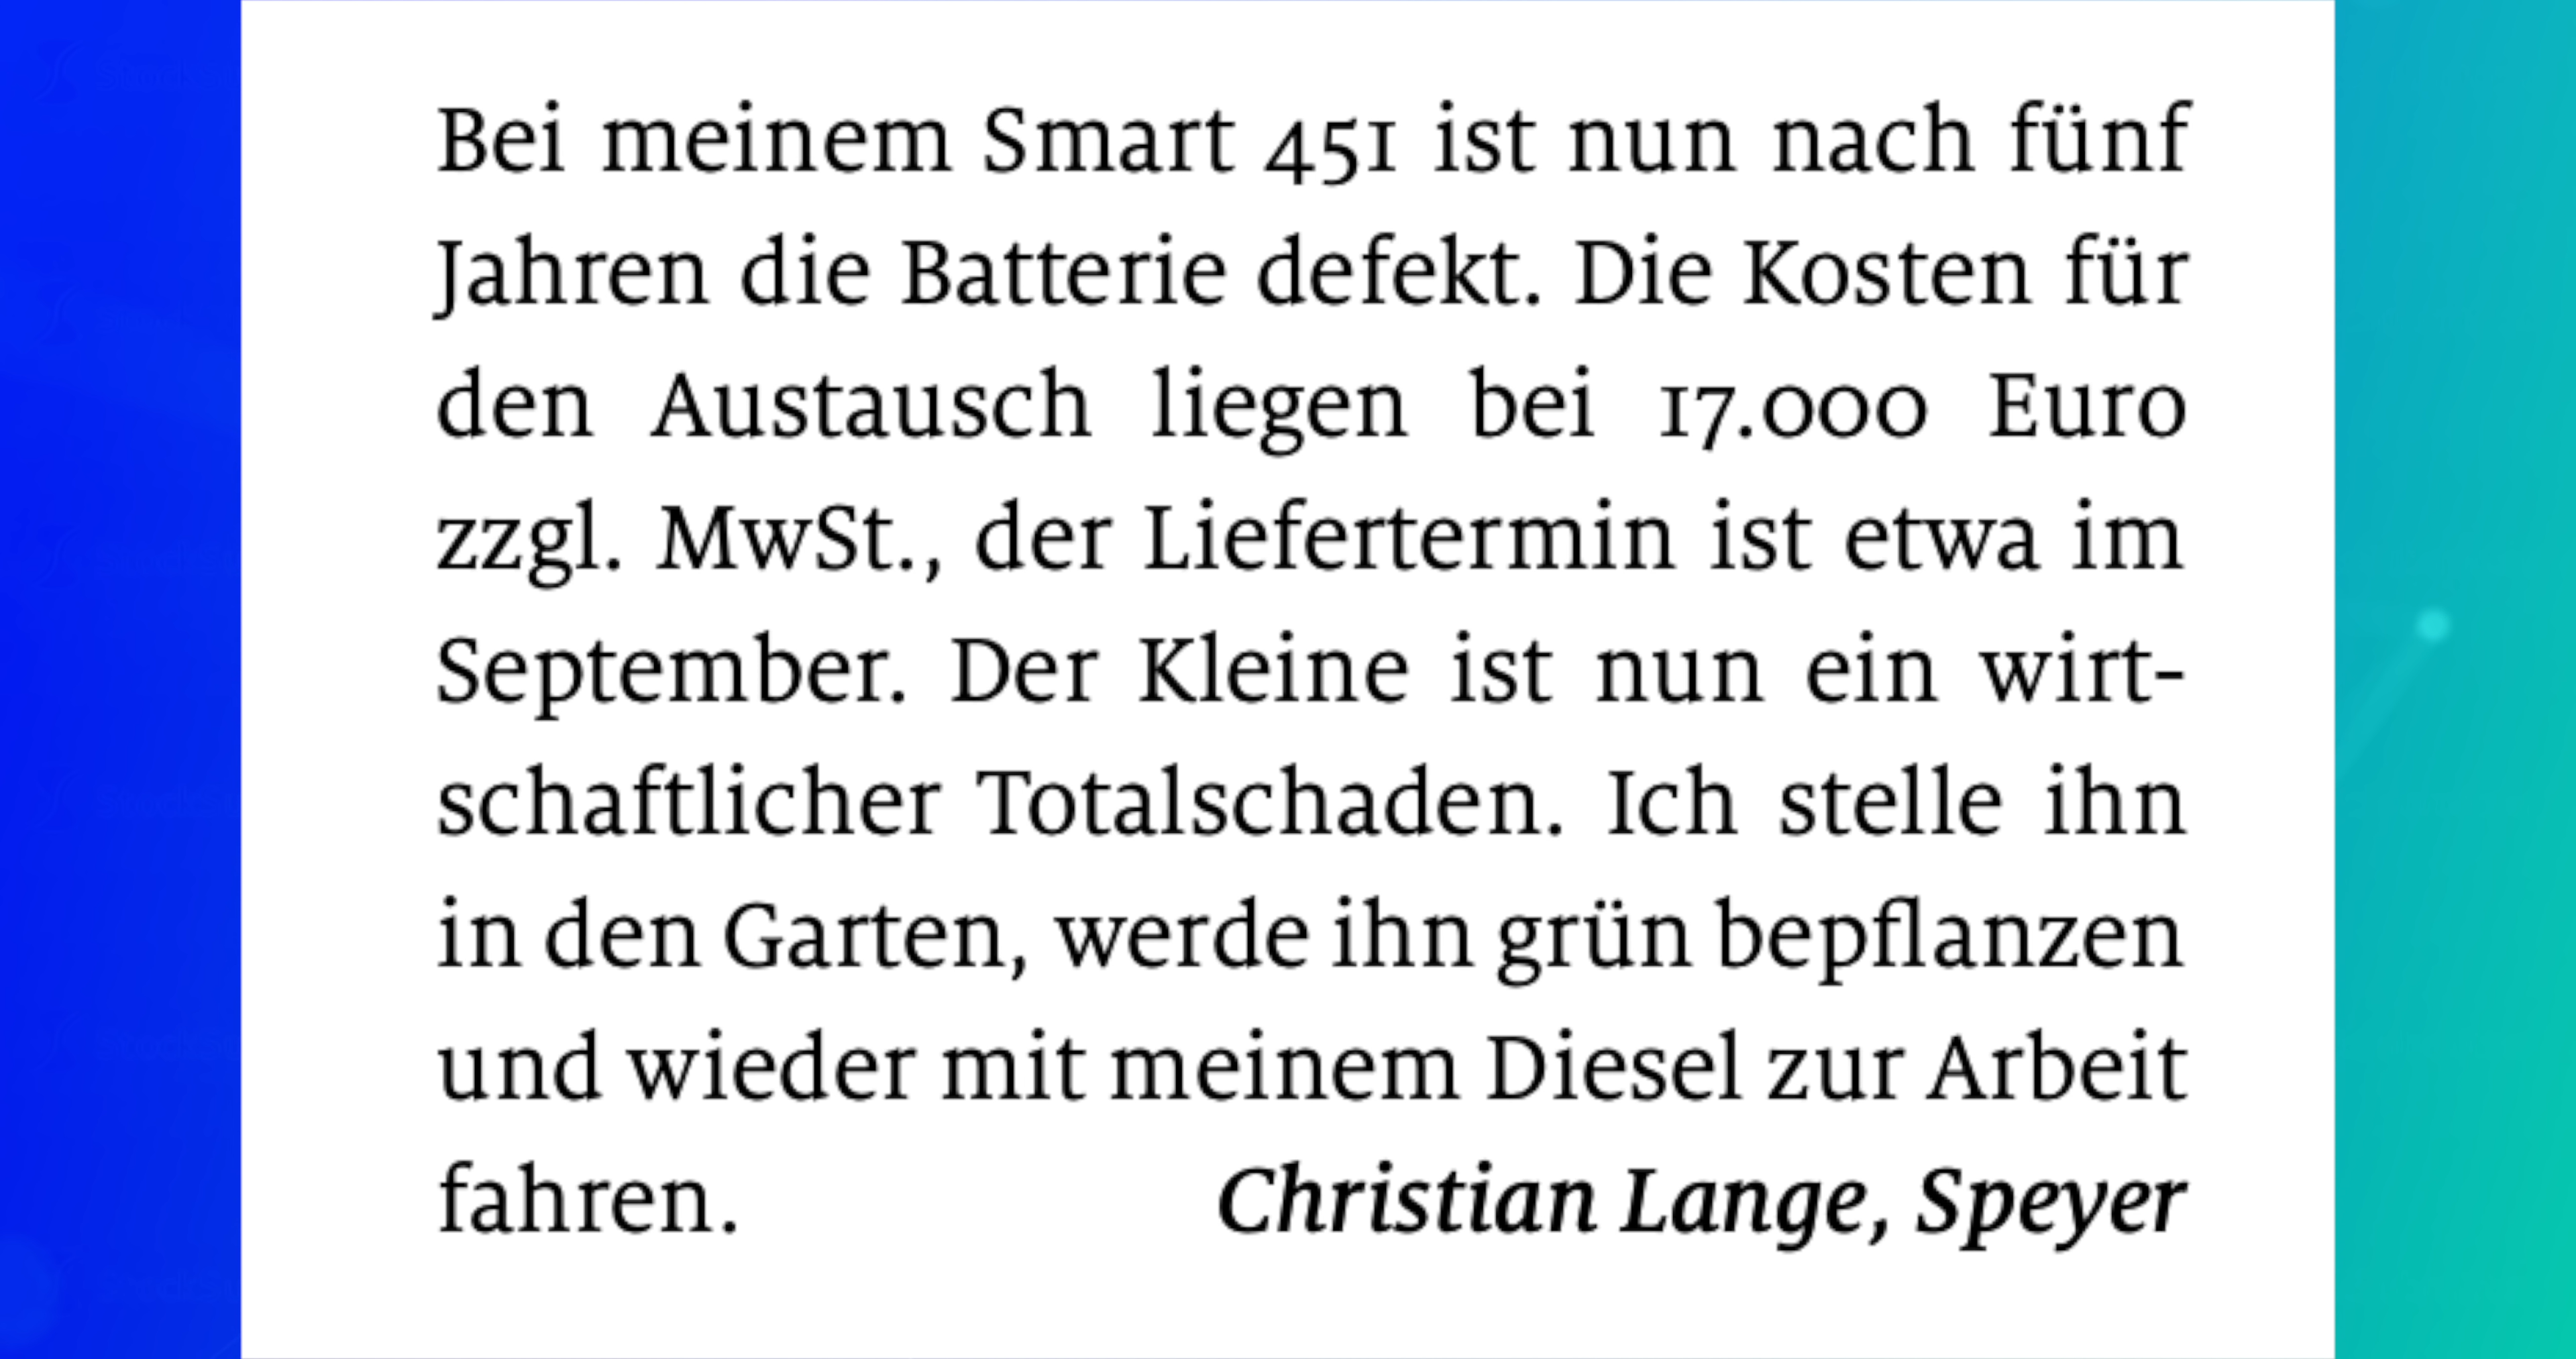 Bei meinem Smart 451 ist nun nach fünf
Jahren die Batterie defekt. Die Kosten für
den Austausch liegen bei 17.000 Euro
zzgl. MwSt., der Liefertermin ist etwa im
September. Der Kleine ist nun ein wirt-
schaftlicher Totalschaden. Ich stelle ihn
in den Garten, werde ihn grün bepflanzen
und wieder mit meinem Diesel zur Arbeit
fahren. Christian Lange, Speyer